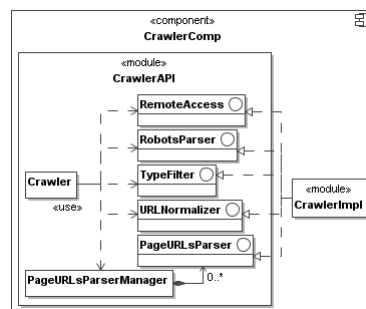 «component»
CrawlerComp
«module»
CrawlerAPI
RemoteAccess
RobotsParser
TypeFilter
Crawler
«use»
URLNormalizer
«module»
CrawlerImpl
PageURLsParser
PageURLsParserManager
0..*